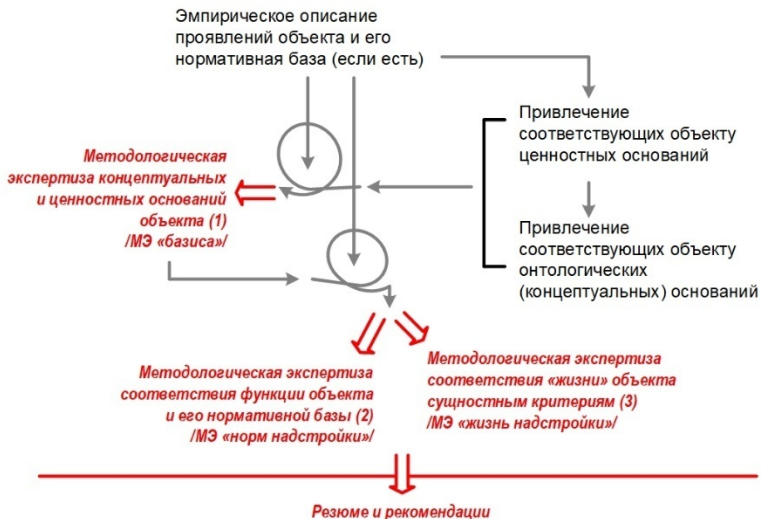 Эмпирическое описание
проявлений объекта и его
нормативная база (если есть)
Привлечение
соответствующих объекту
ценностных оснований
Методологическая
экспертиза концептуальных
и ценностных оснований
объекта (1)
/МЭ «базиса»/
Привлечение
соответствующих объекту
онтологических
(концептуальных) оснований
Методологическая экспертиза
соответствия функции объекта
и его нормативной базы (2)
/МЭ «норм надстройки»/
Методологическая экспертиза
соответствия «жизни» объекта
сущностным критериям (3)
/МЭ «жизнь надстройки»/
Резюме и рекомендации